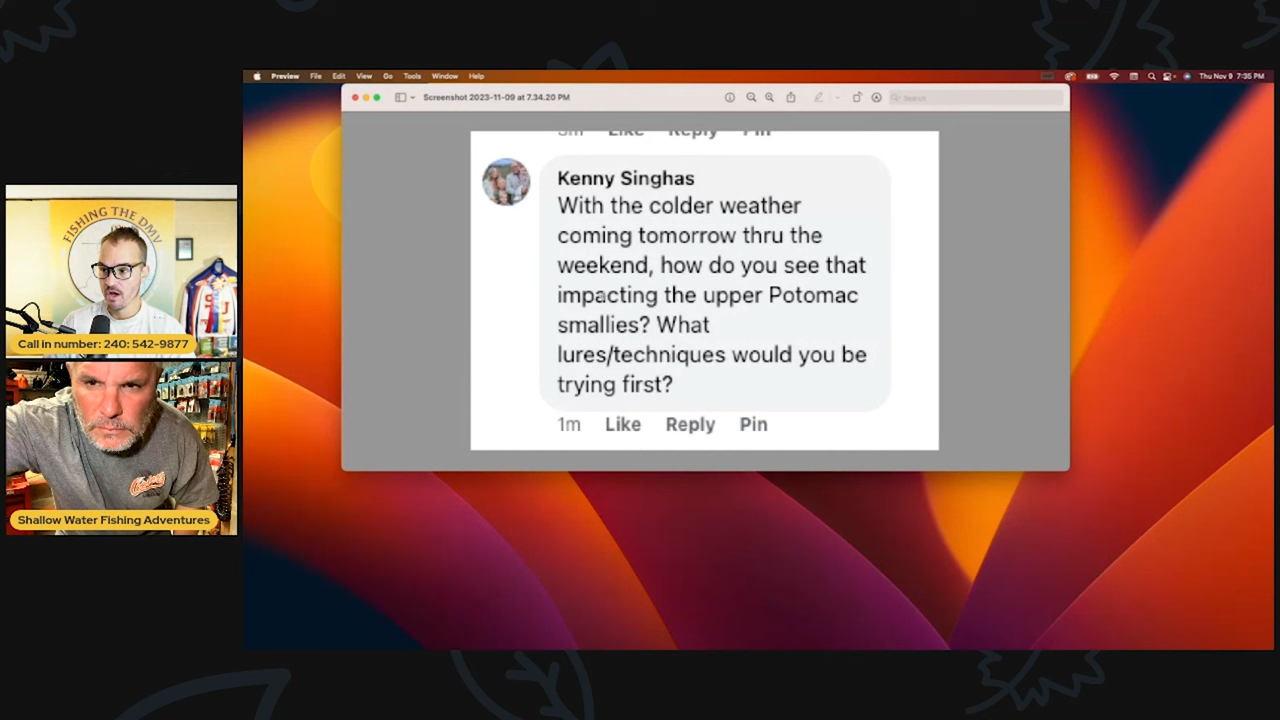 Preview File Edit View Go Tools Window Help
Thu Nov 9 7:35 PM
Screenshot 2023-11-09 at 7.34.20 PM
Search
3m Like Reply Pin
Kenny Singhas
With the colder weather
coming tomorrow thru the
weekend, how do you see that
impacting the upper Potomac
smallies? What
lures/techniques would you be
trying first?
1m Like Reply Pin
FISHING THE DMV
Call in number: 240: 542-9877
Shallow Water Fishing Adventures